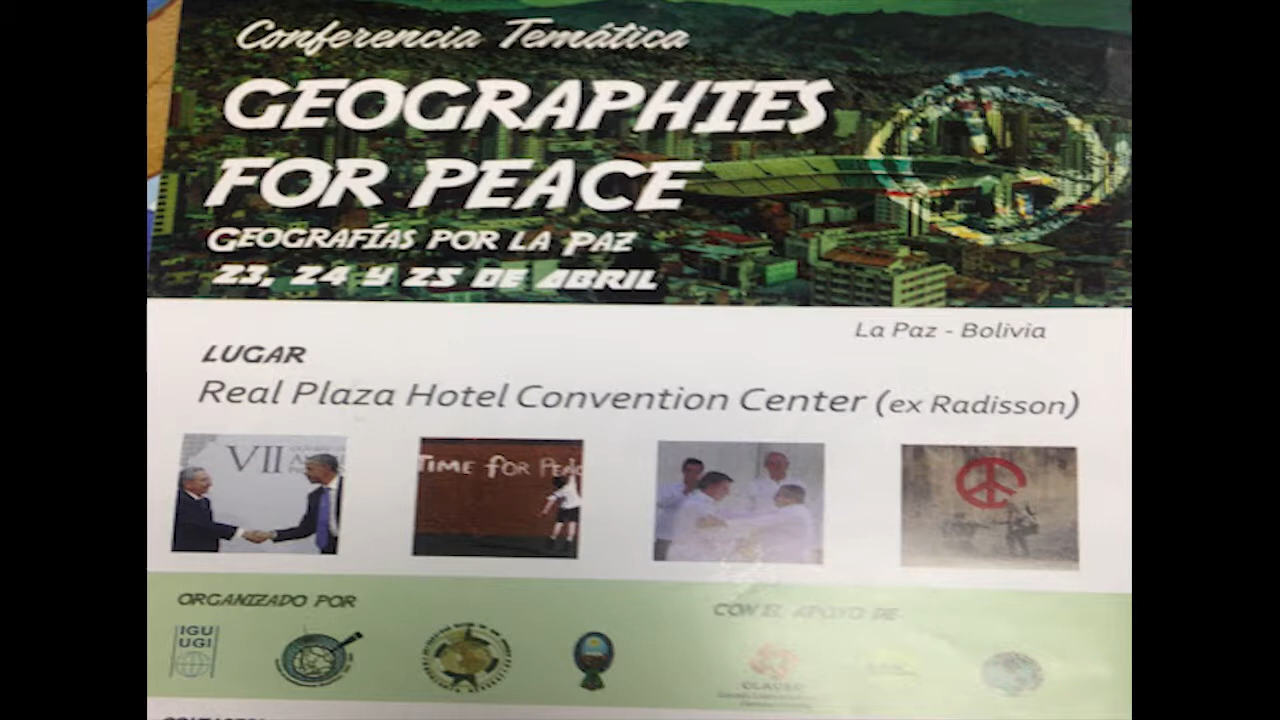 Conferencia Temática
GEOGRAPHIES
FOR PEACE
GEOGRAFÍAS POR LA PAZ
23, 24 Y 25 DE ABRIL
La Paz - Bolivia
LUGAR
Real Plaza Hotel Convention Center (ex Radisson)
VII
TIME FOR PEAC
ORGANIZADO POR
CON EL APOYO DE
IGU
UGI
CLACSO